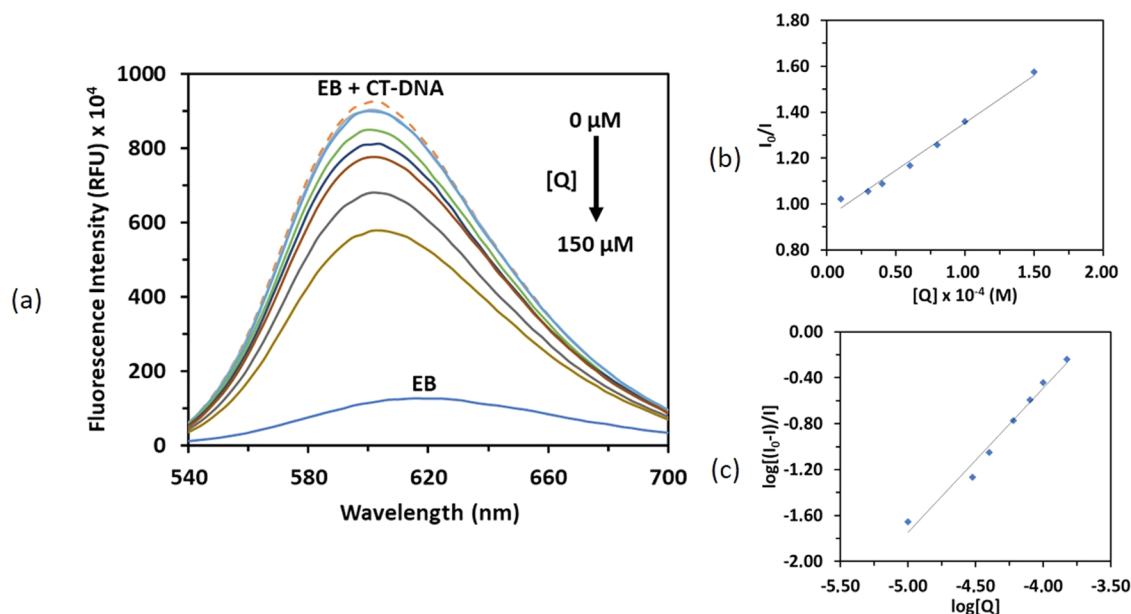 (a)
Fluorescence Intensity (RFU) x 10⁴
1000
800
600
400
200
0
540
580
620
660
700
Wavelength (nm)
EB + CT-DNA
0 µM
[Q]
150 µM
EB
(b)
I₀/I
1.80
1.60
1.40
1.20
1.00
0.80
0.00
0.50
1.00
1.50
2.00
[Q] x 10⁻⁴ (M)
(c)
log[(I₀-I)/I]
0.00
-0.40
-0.80
-1.20
-1.60
-2.00
-5.50
-5.00
-4.50
-4.00
-3.50
log[Q]